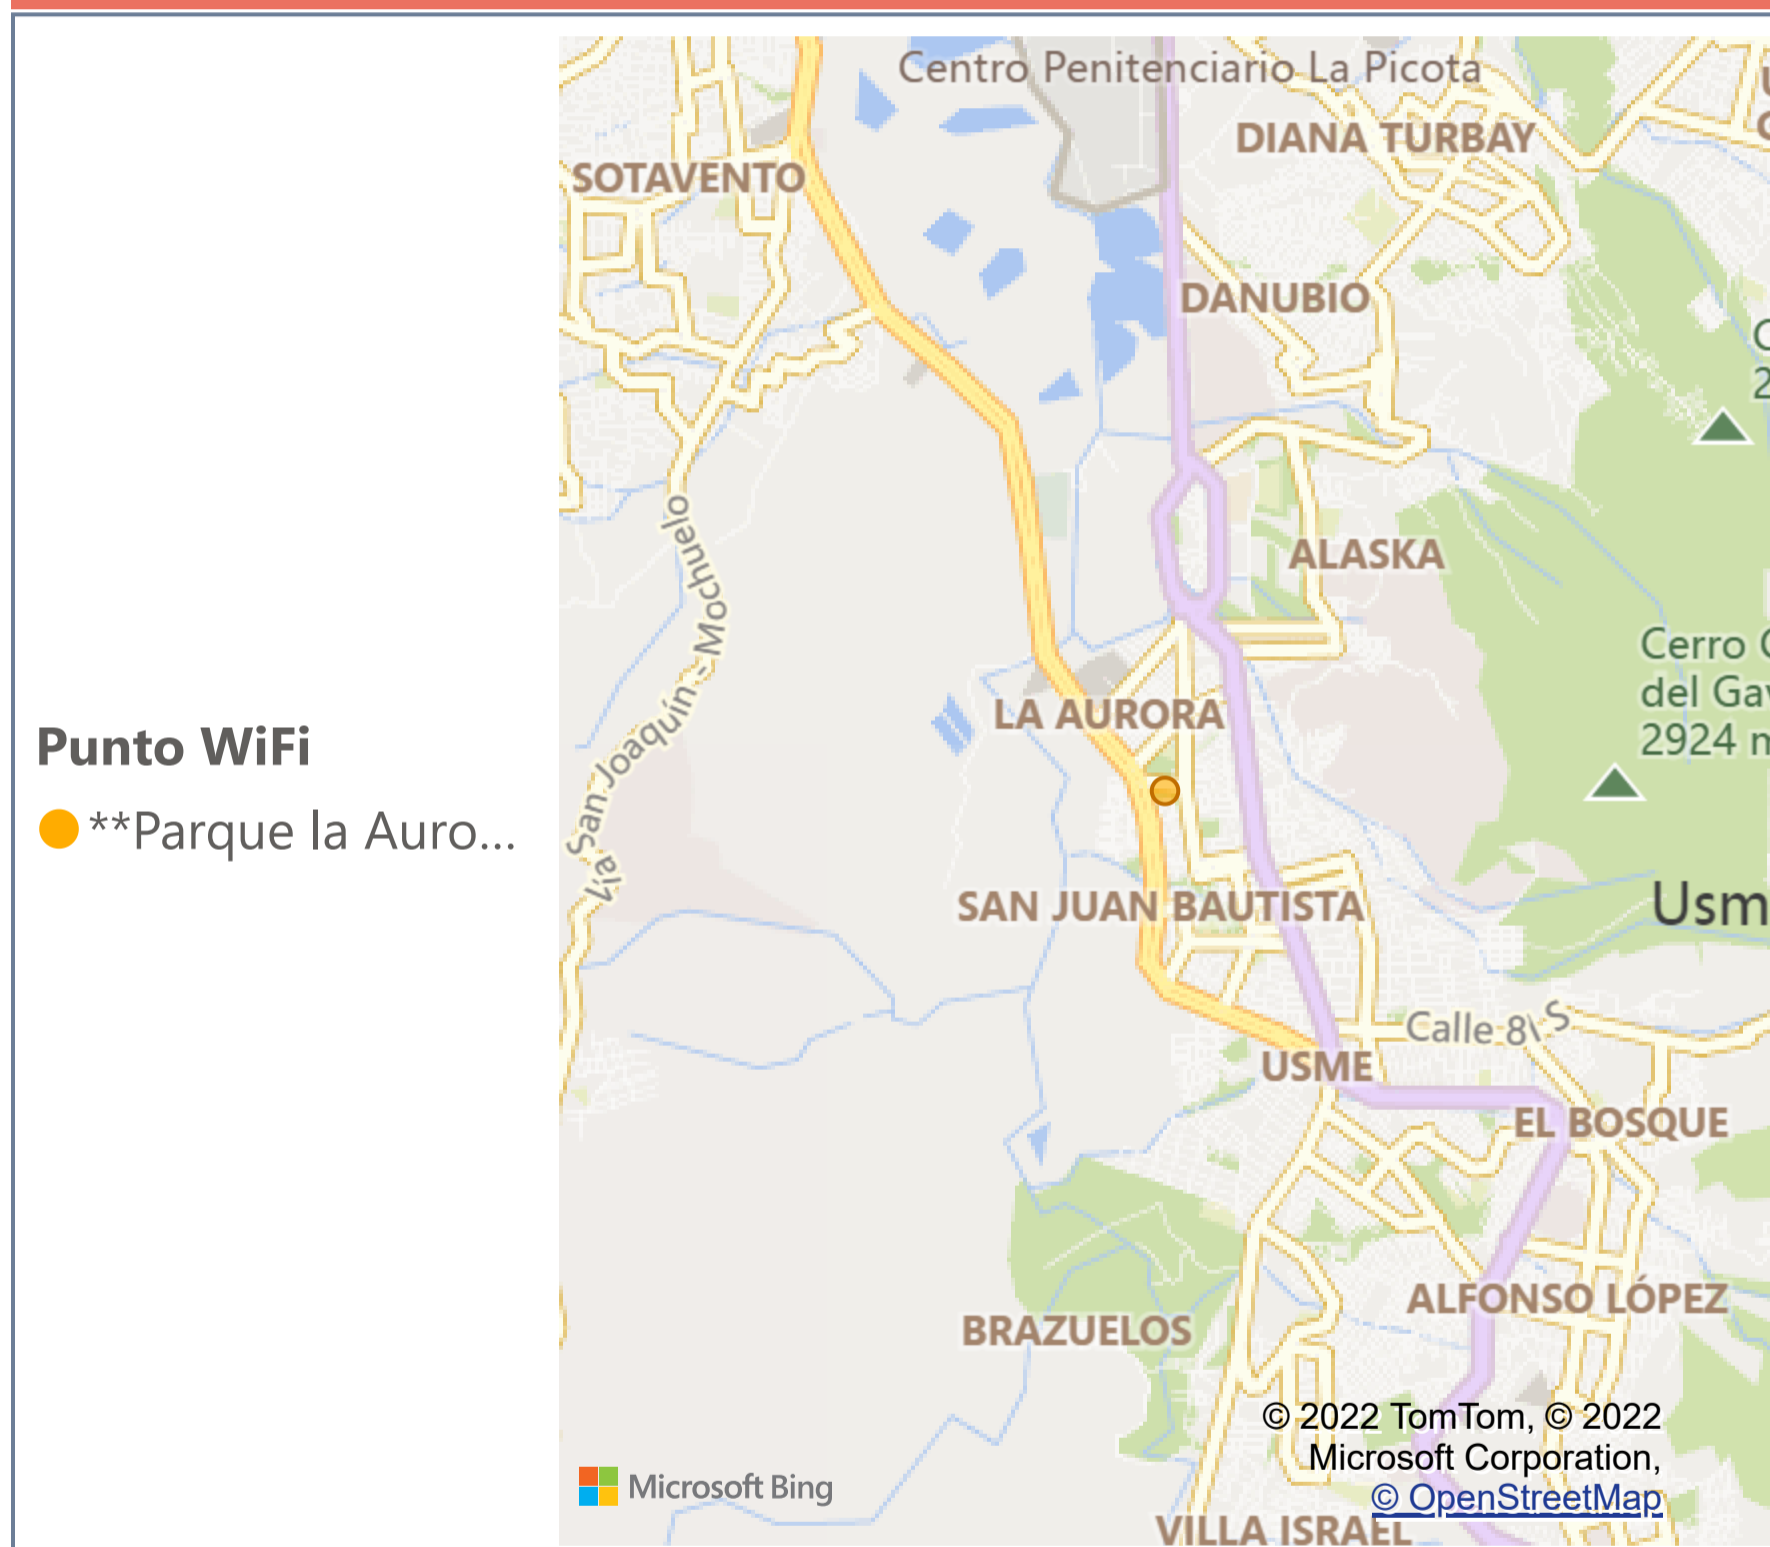 Punto WiFi
**Parque la Auro...
Centro Penitenciario La Picota
DIANA TURBAY
SOTAVENTO
DANUBIO
ALASKA
Vía San Joaquín - Mochuelo
Cerro
del Gav
2924 m
LA AURORA
SAN JUAN BAUTISTA
Usm
Calle 8\ S
USME
EL BOSQUE
ALFONSO LÓPEZ
BRAZUELOS
© 2022 TomTom, © 2022
Microsoft Corporation,
© OpenStreetMap
Microsoft Bing
VILLA ISRAEL